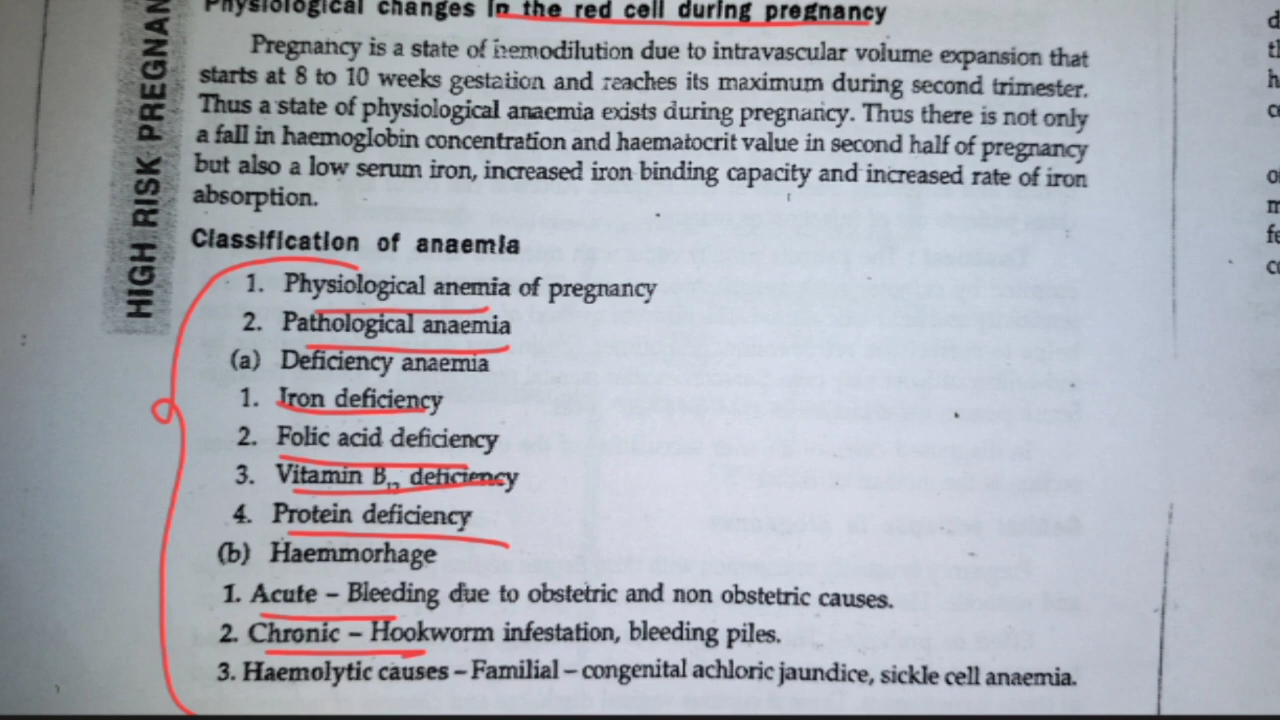 Physiological changes in the red cell during pregnancy
Pregnancy is a state of hemodilution due to intravascular volume expansion that
starts at 8 to 10 weeks gestation and reaches its maximum during second trimester.
Thus a state of physiological anaemia exists during pregnancy. Thus there is not only
a fall in haemoglobin concentration and haematocrit value in second half of pregnancy
but also a low serum iron, increased iron binding capacity and increased rate of iron
absorption.
Classification of anaemia
1. Physiological anemia of pregnancy
2. Pathological anaemia
(a) Deficiency anaemia
1. Iron deficiency
2. Folic acid deficiency
3. Vitamin B₁₂ deficiency
4. Protein deficiency
(b) Haemmorhage
1. Acute – Bleeding due to obstetric and non obstetric causes.
2. Chronic – Hookworm infestation, bleeding piles.
3. Haemolytic causes – Familial – congenital achloric jaundice, sickle cell anaemia.
HIGH RISK